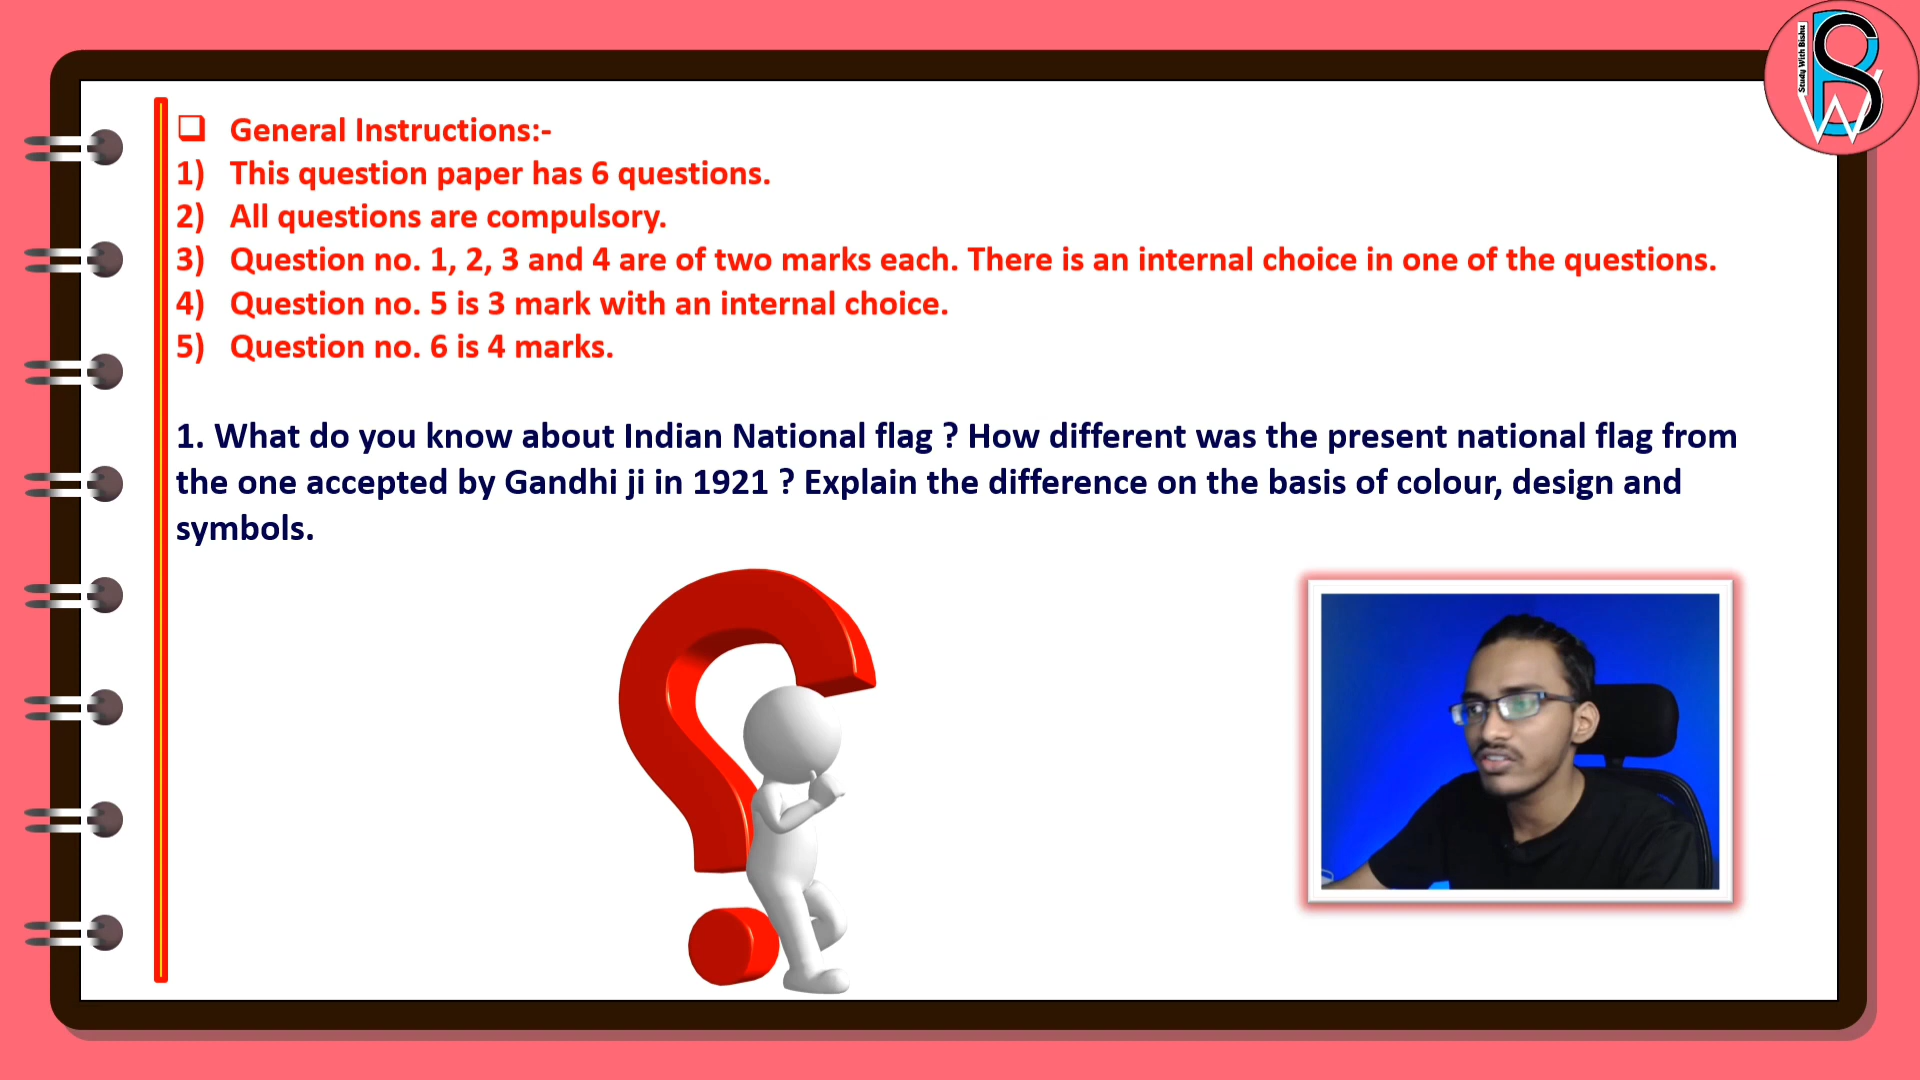 Study With Bishu
BSW
❑ General Instructions:-
1) This question paper has 6 questions.
2) All questions are compulsory.
3) Question no. 1, 2, 3 and 4 are of two marks each. There is an internal choice in one of the questions.
4) Question no. 5 is 3 mark with an internal choice.
5) Question no. 6 is 4 marks.
1. What do you know about Indian National flag ? How different was the present national flag from
the one accepted by Gandhi ji in 1921 ? Explain the difference on the basis of colour, design and
symbols.